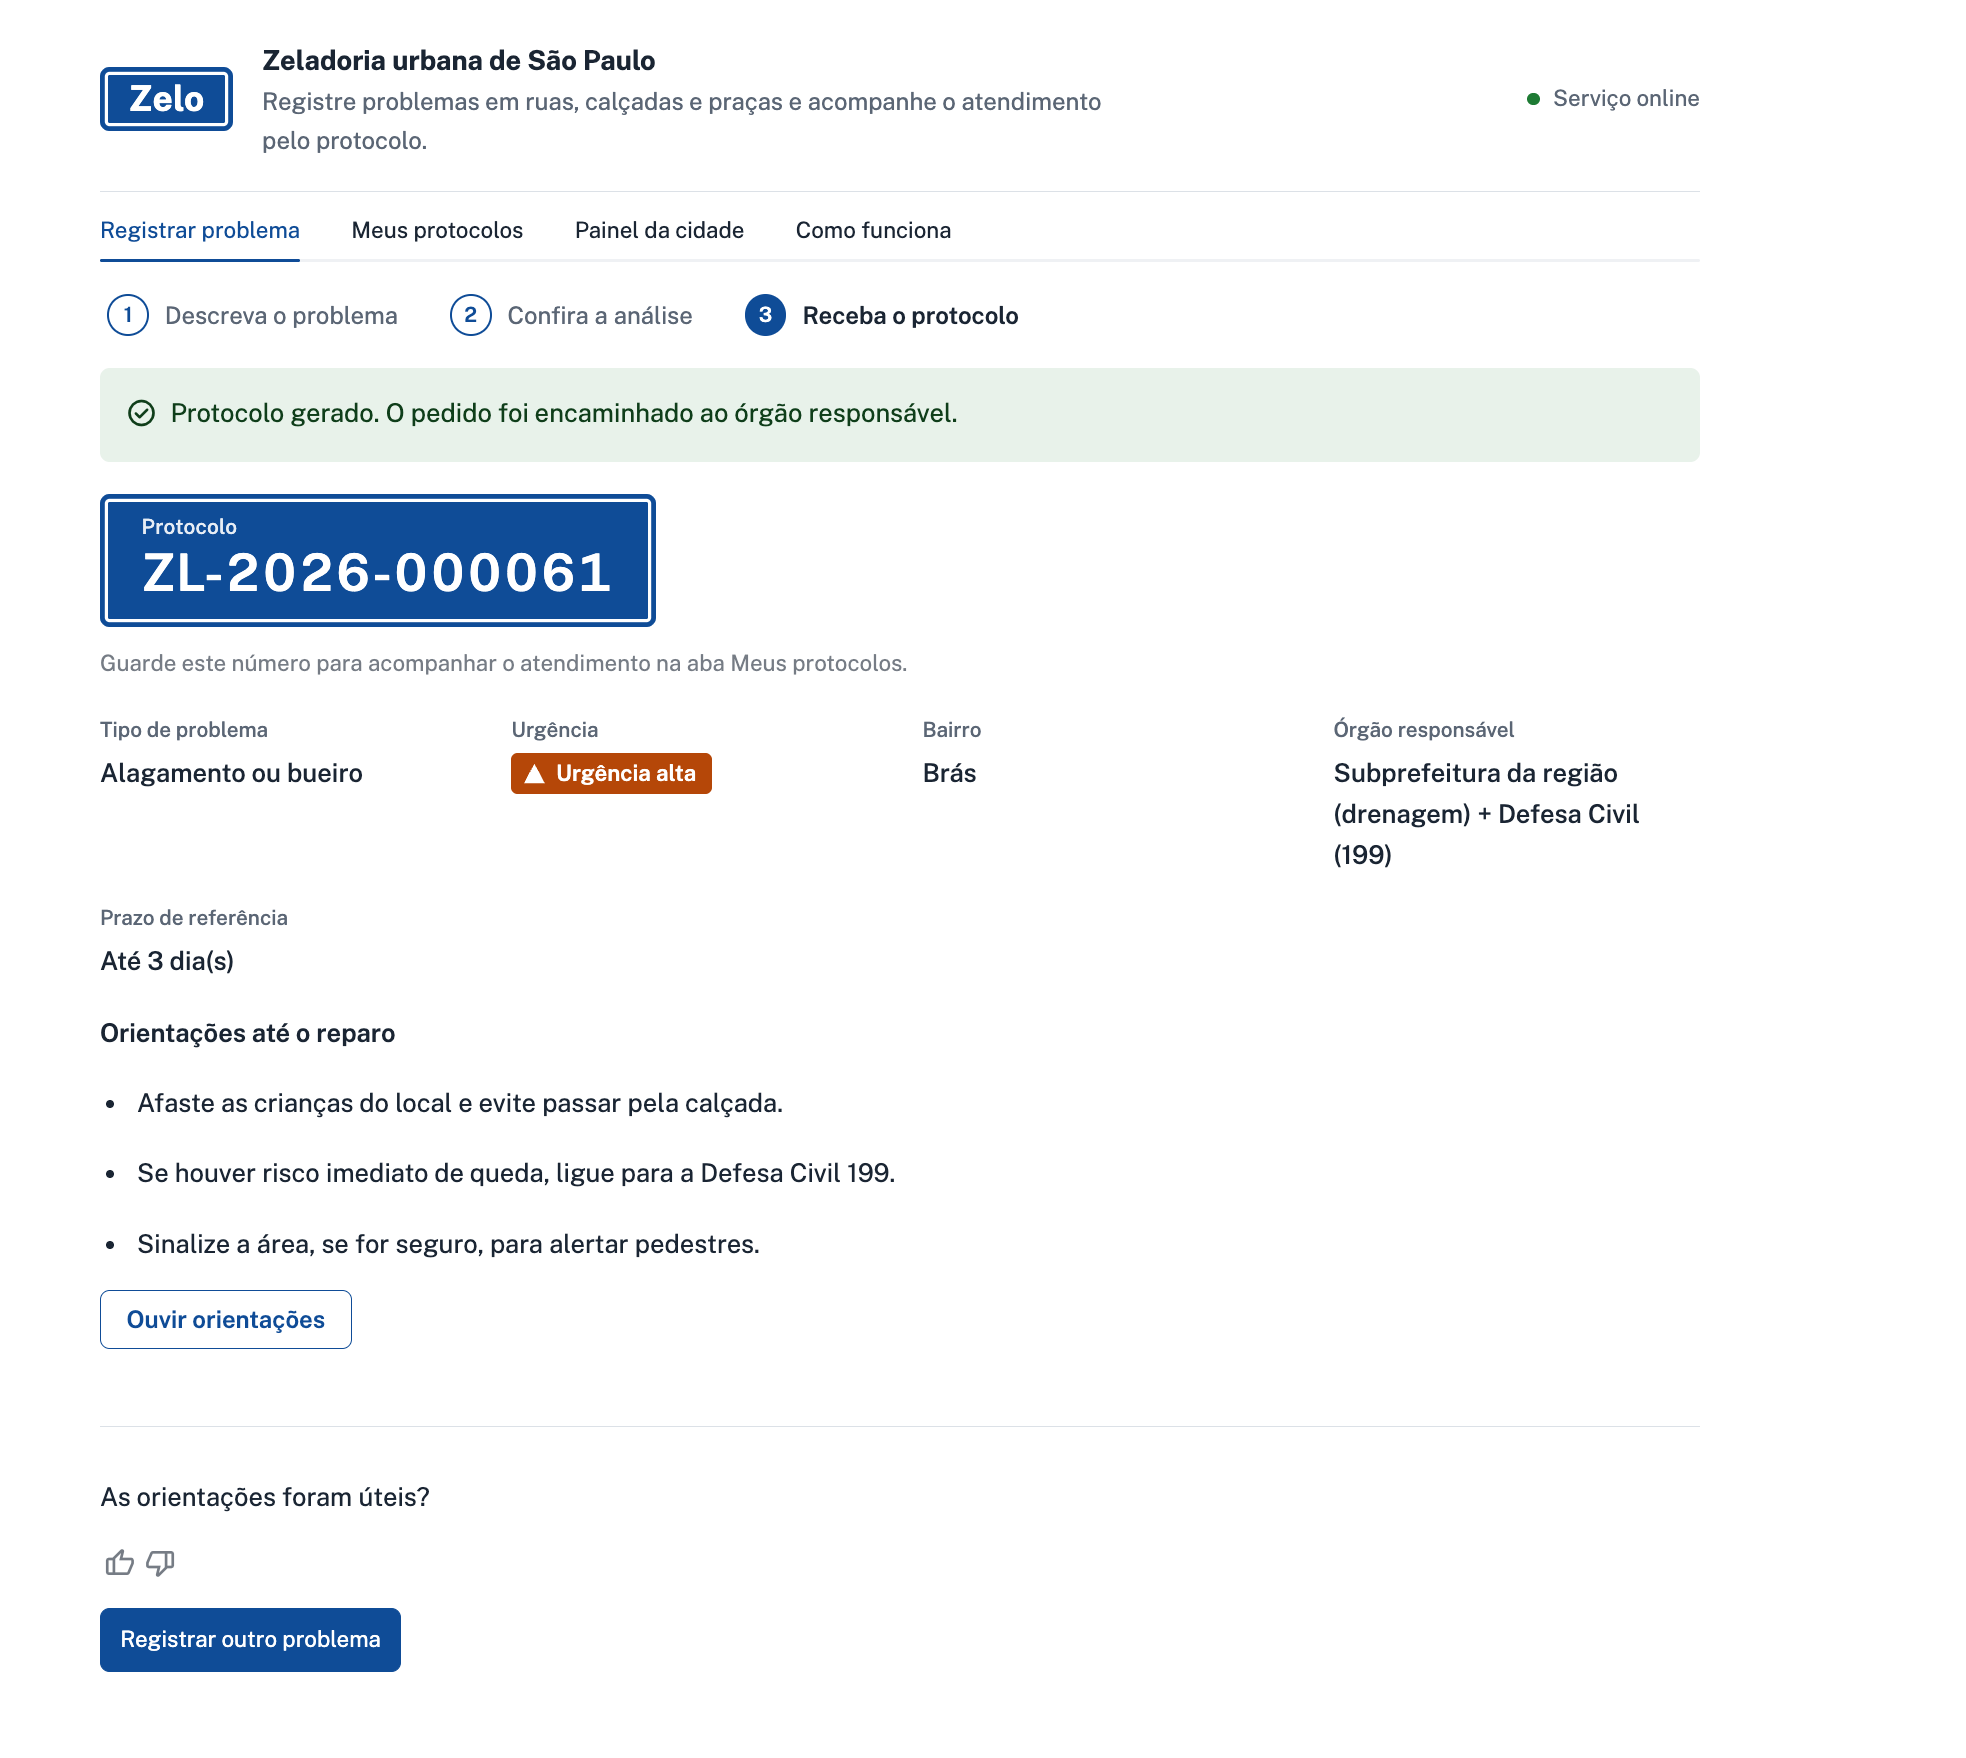 Zelo
Zeladoria urbana de São Paulo
Registre problemas em ruas, calçadas e praças e acompanhe o atendimento
pelo protocolo.
Serviço online
Registrar problema
Meus protocolos
Painel da cidade
Como funciona
1 Descreva o problema
2 Confira a análise
3 Receba o protocolo
Protocolo gerado. O pedido foi encaminhado ao órgão responsável.
Protocolo
ZL-2026-000061
Guarde este número para acompanhar o atendimento na aba Meus protocolos.
Tipo de problema
Alagamento ou bueiro
Urgência
Urgência alta
Bairro
Brás
Órgão responsável
Subprefeitura da região
(drenagem) + Defesa Civil
(199)
Prazo de referência
Até 3 dia(s)
Orientações até o reparo
Afaste as crianças do local e evite passar pela calçada.
Se houver risco imediato de queda, ligue para a Defesa Civil 199.
Sinalize a área, se for seguro, para alertar pedestres.
Ouvir orientações
As orientações foram úteis?
Registrar outro problema